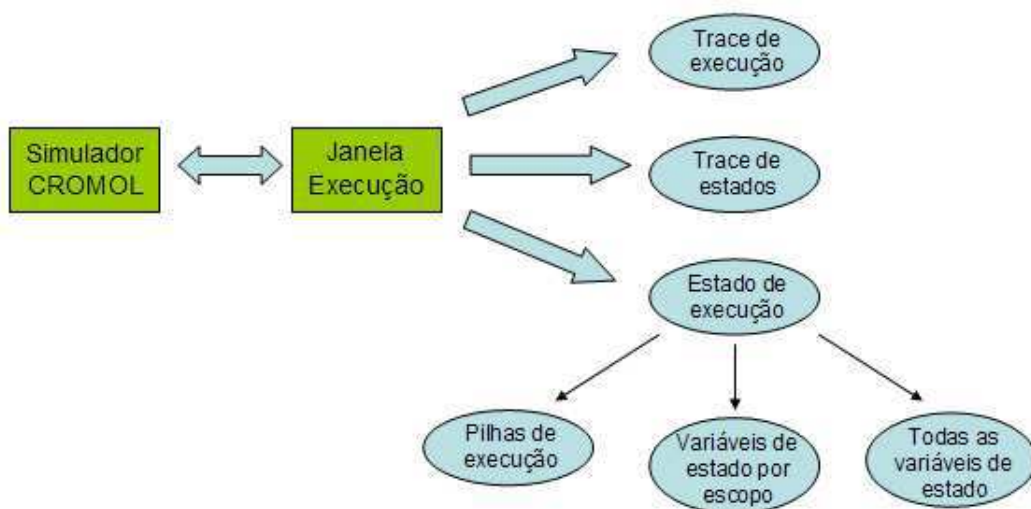 Trace de
execução
Simulador
CROMOL
Janela
Execução
Trace de
estados
Estado de
execução
Pilhas de
execução
Variáveis de
estado por
escopo
Todas as
variáveis de
estado